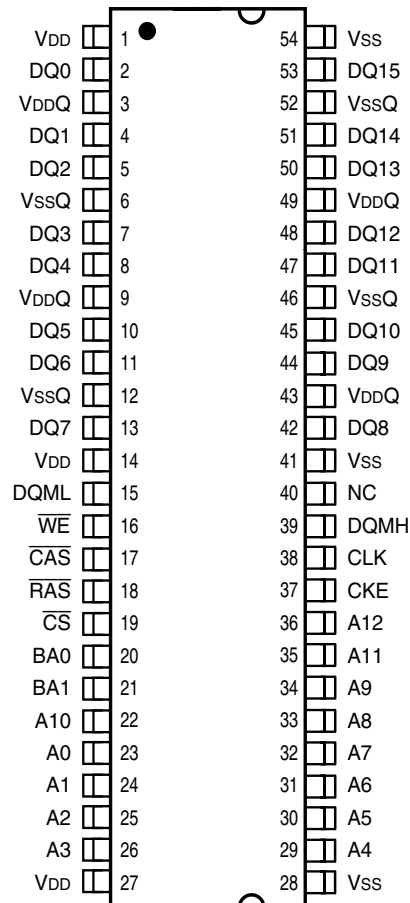 VDD 1 54 VSS
DQ0 2 53 DQ15
VDDQ 3 52 VSSQ
DQ1 4 51 DQ14
DQ2 5 50 DQ13
VSSQ 6 49 VDDQ
DQ3 7 48 DQ12
DQ4 8 47 DQ11
VDDQ 9 46 VSSQ
DQ5 10 45 DQ10
DQ6 11 44 DQ9
VSSQ 12 43 VDDQ
DQ7 13 42 DQ8
VDD 14 41 VSS
DQML 15 40 NC
W̅E̅ 16 39 DQMH
C̅A̅S̅ 17 38 CLK
R̅A̅S̅ 18 37 CKE
C̅S̅ 19 36 A12
BA0 20 35 A11
BA1 21 34 A9
A10 22 33 A8
A0 23 32 A7
A1 24 31 A6
A2 25 30 A5
A3 26 29 A4
VDD 27 28 VSS